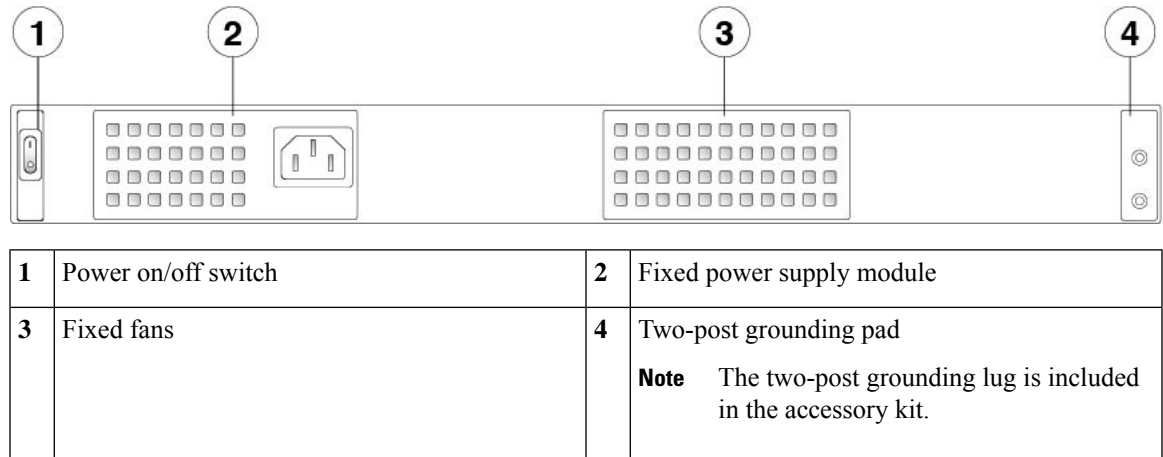 1 2 3 4
1 Power on/off switch 2 Fixed power supply module
3 Fixed fans 4 Two-post grounding pad
Note The two-post grounding lug is included
in the accessory kit.